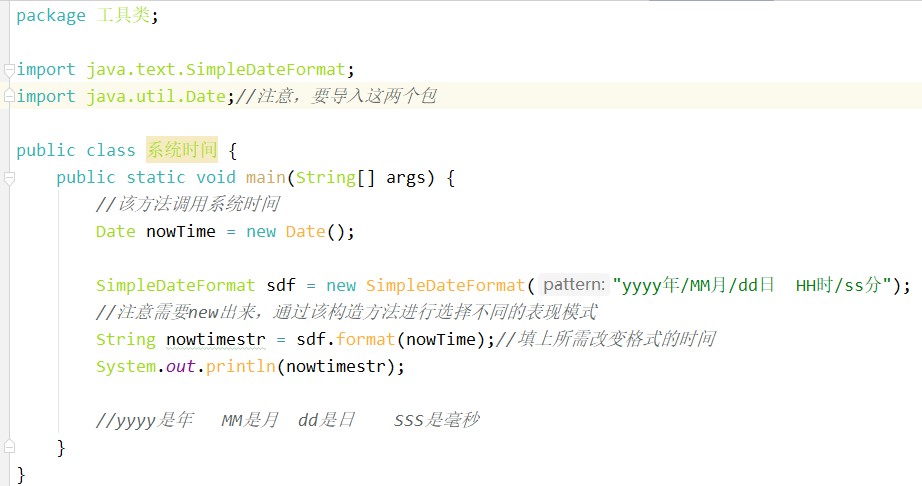 package 工具类;
import java.text.SimpleDateFormat;
import java.util.Date;//注意，要导入这两个包
public class 系统时间 {
public static void main(String[] args) {
//该方法调用系统时间
Date nowTime = new Date();
SimpleDateFormat sdf = new SimpleDateFormat( pattern: "yyyy年/MM月/dd日  HH时/ss分");
//注意需要new出来，通过该构造方法进行选择不同的表现模式
String nowtimestr = sdf.format(nowTime);//填上所需改变格式的时间
System.out.println(nowtimestr);
//yyyy是年   MM是月  dd是日    SSS是毫秒
}
}